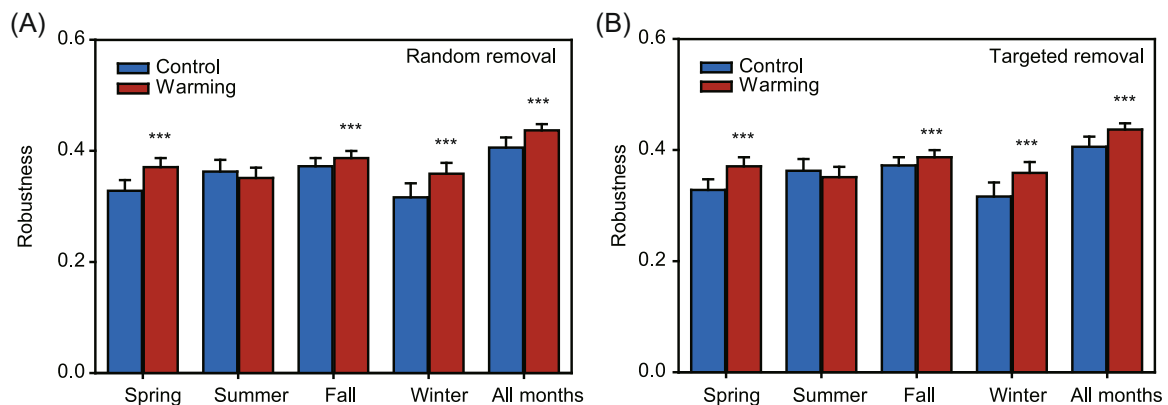 (A)
Random removal
Control
Warming
Robustness
0.6
0.4
0.2
0.0
***
***
***
***
Spring Summer Fall Winter All months
(B)
Targeted removal
Control
Warming
Robustness
0.6
0.4
0.2
0.0
***
***
***
***
Spring Summer Fall Winter All months